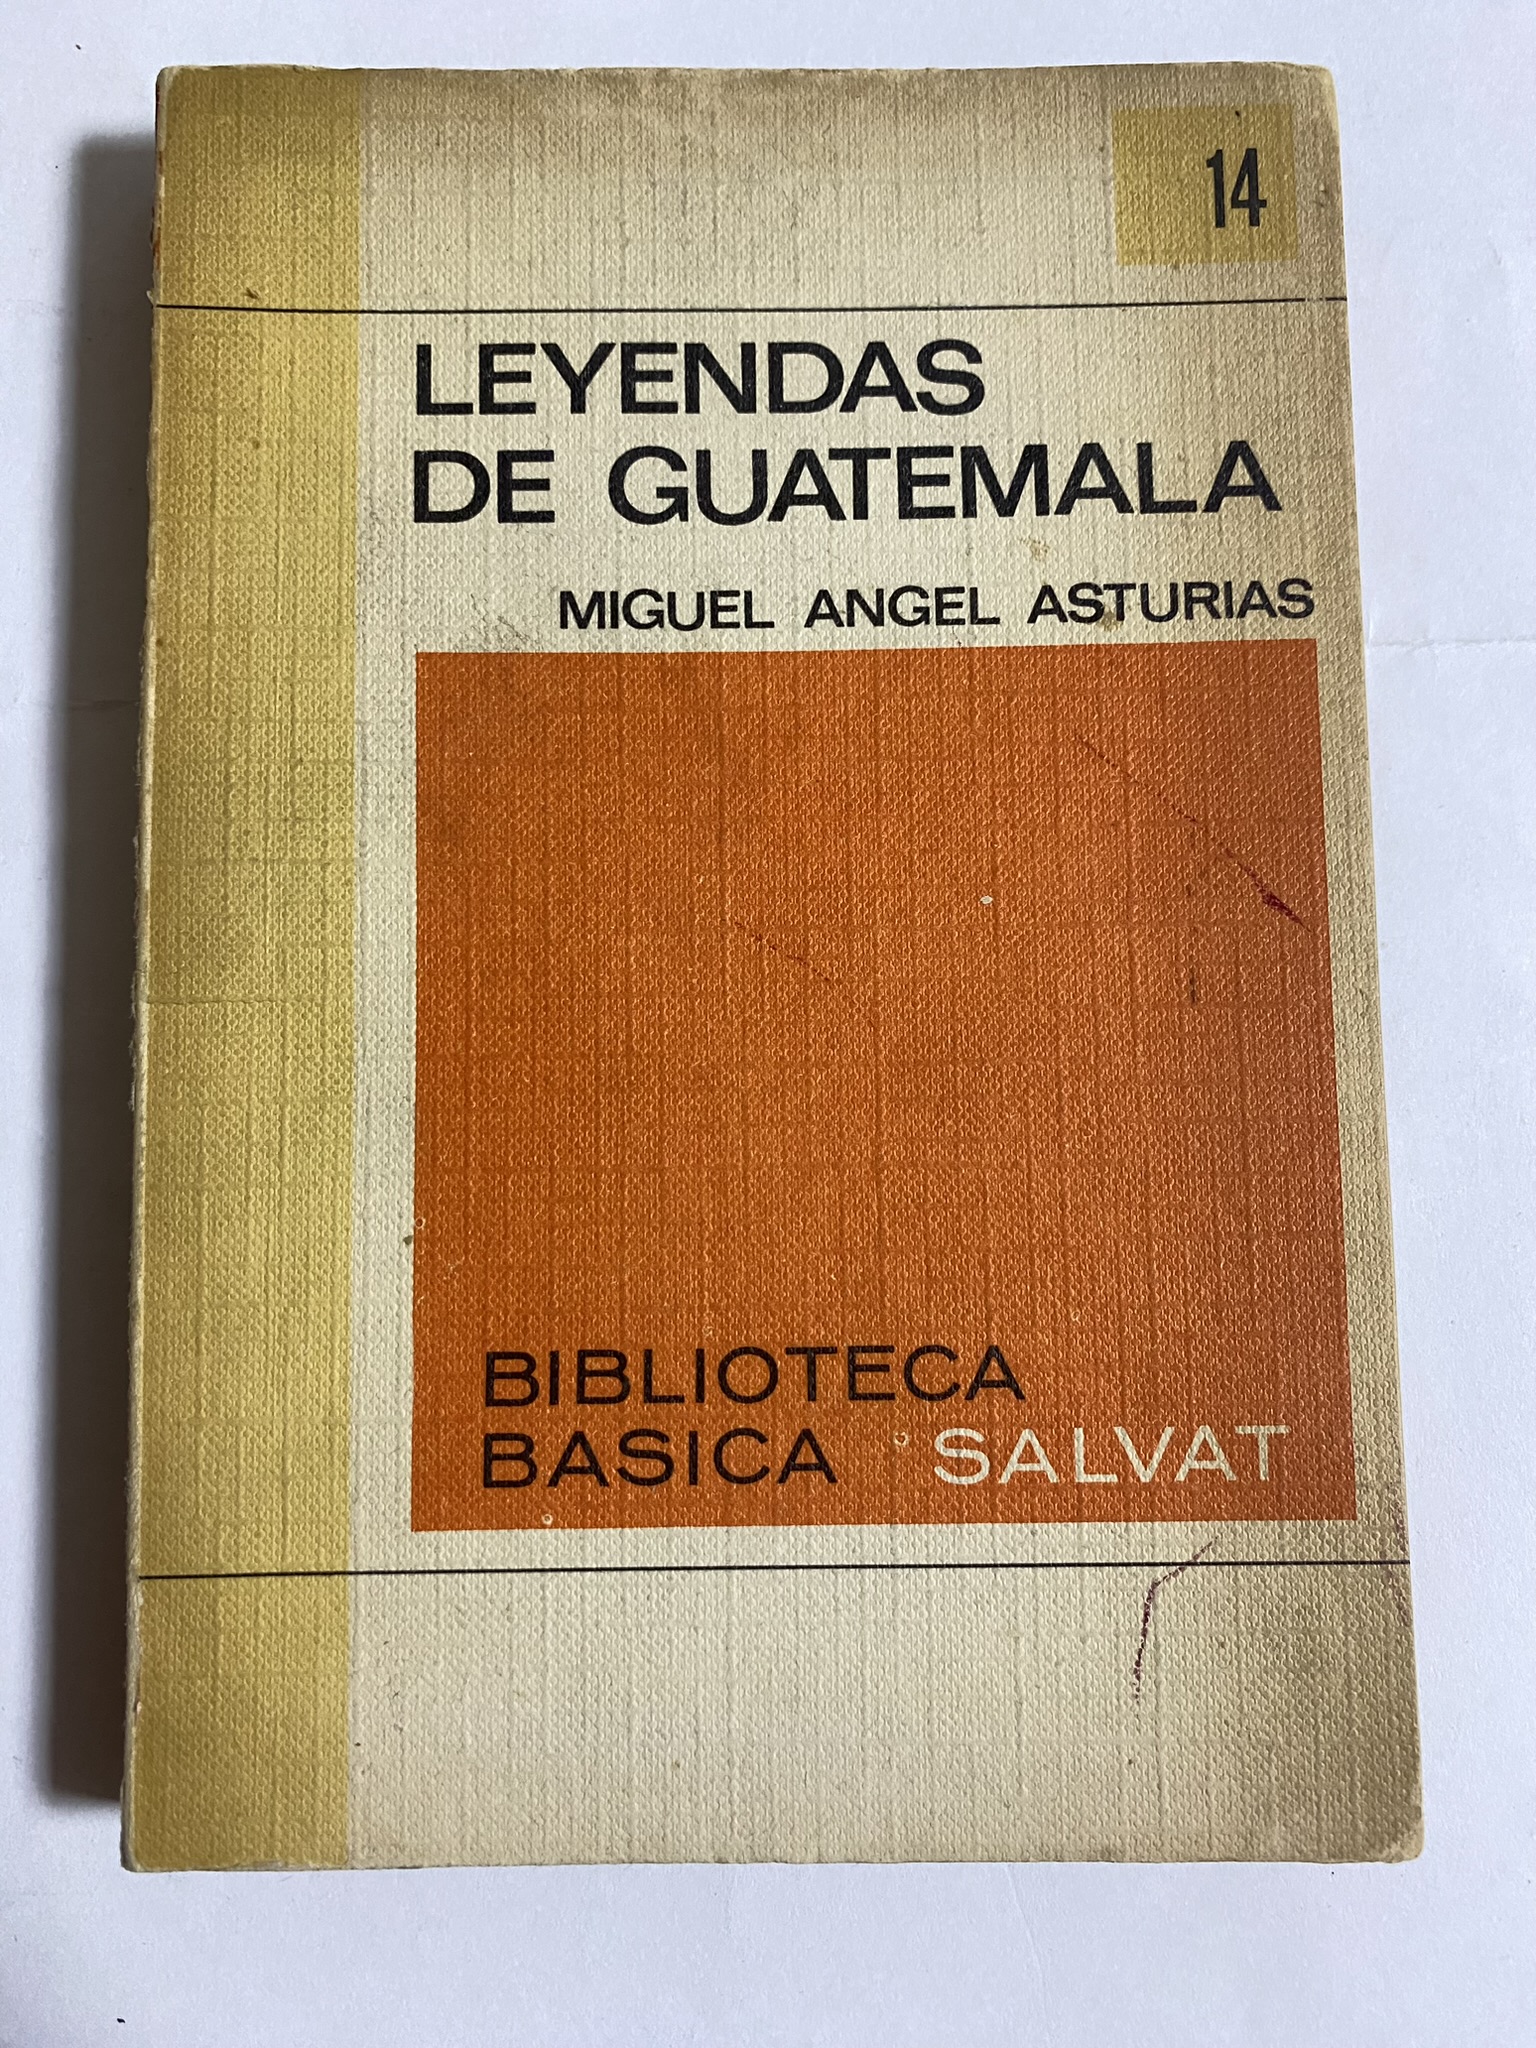 14
LEYENDAS
DE GUATEMALA
MIGUEL ANGEL ASTURIAS
BIBLIOTECA
BASICA SALVAT